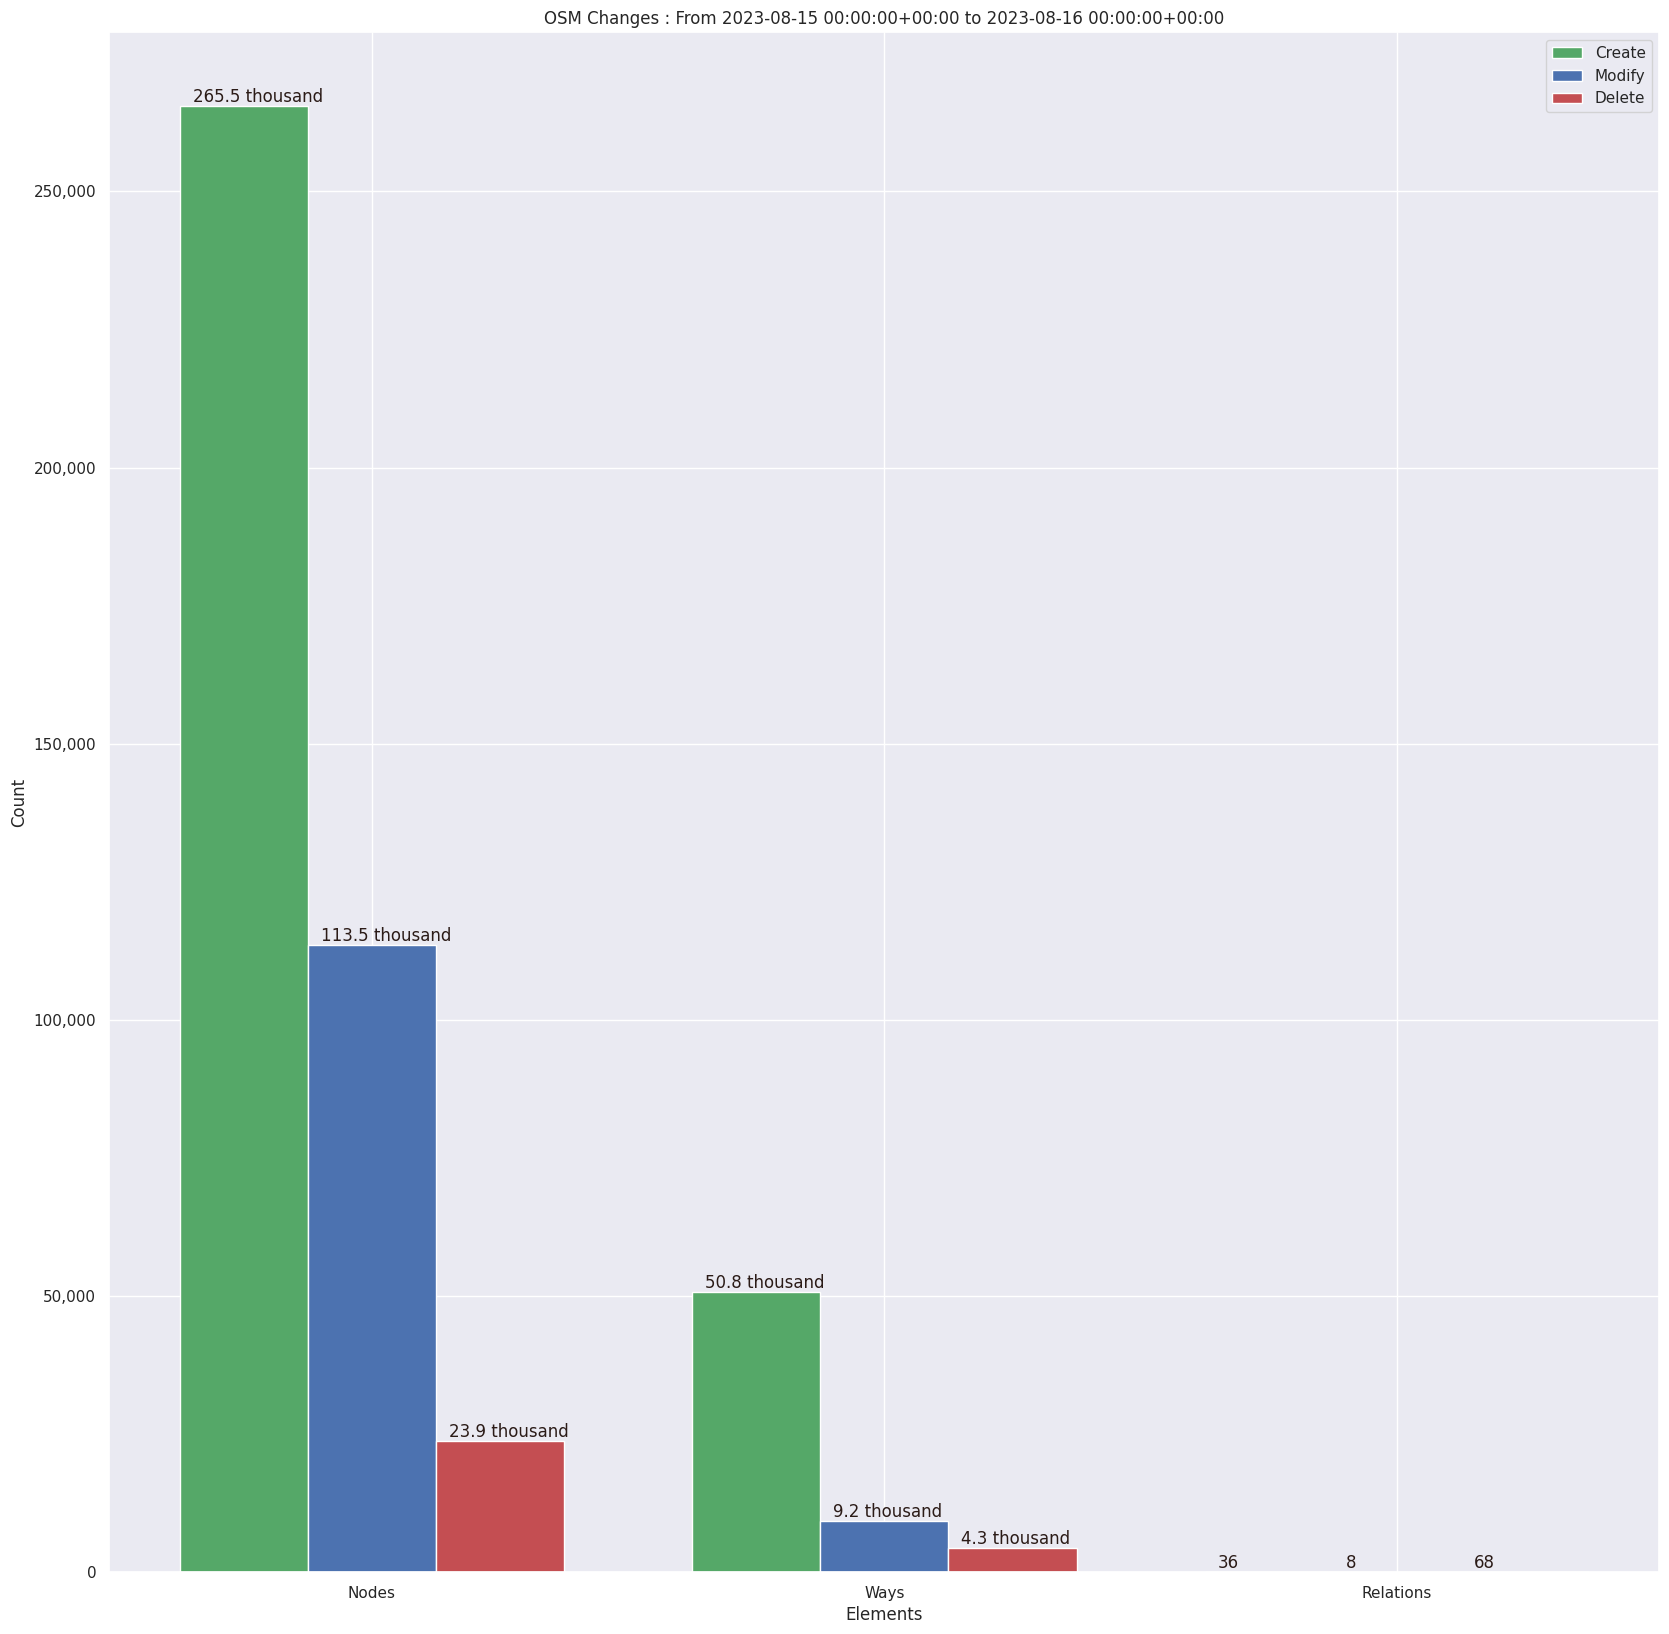 OSM Changes : From 2023-08-15 00:00:00+00:00 to 2023-08-16 00:00:00+00:00
Create
Modify
Delete
265.5 thousand
250,000
200,000
150,000
Count
113.5 thousand
100,000
50.8 thousand
50,000
23.9 thousand
9.2 thousand
4.3 thousand
36 8 68
0
Nodes Ways Relations
Elements